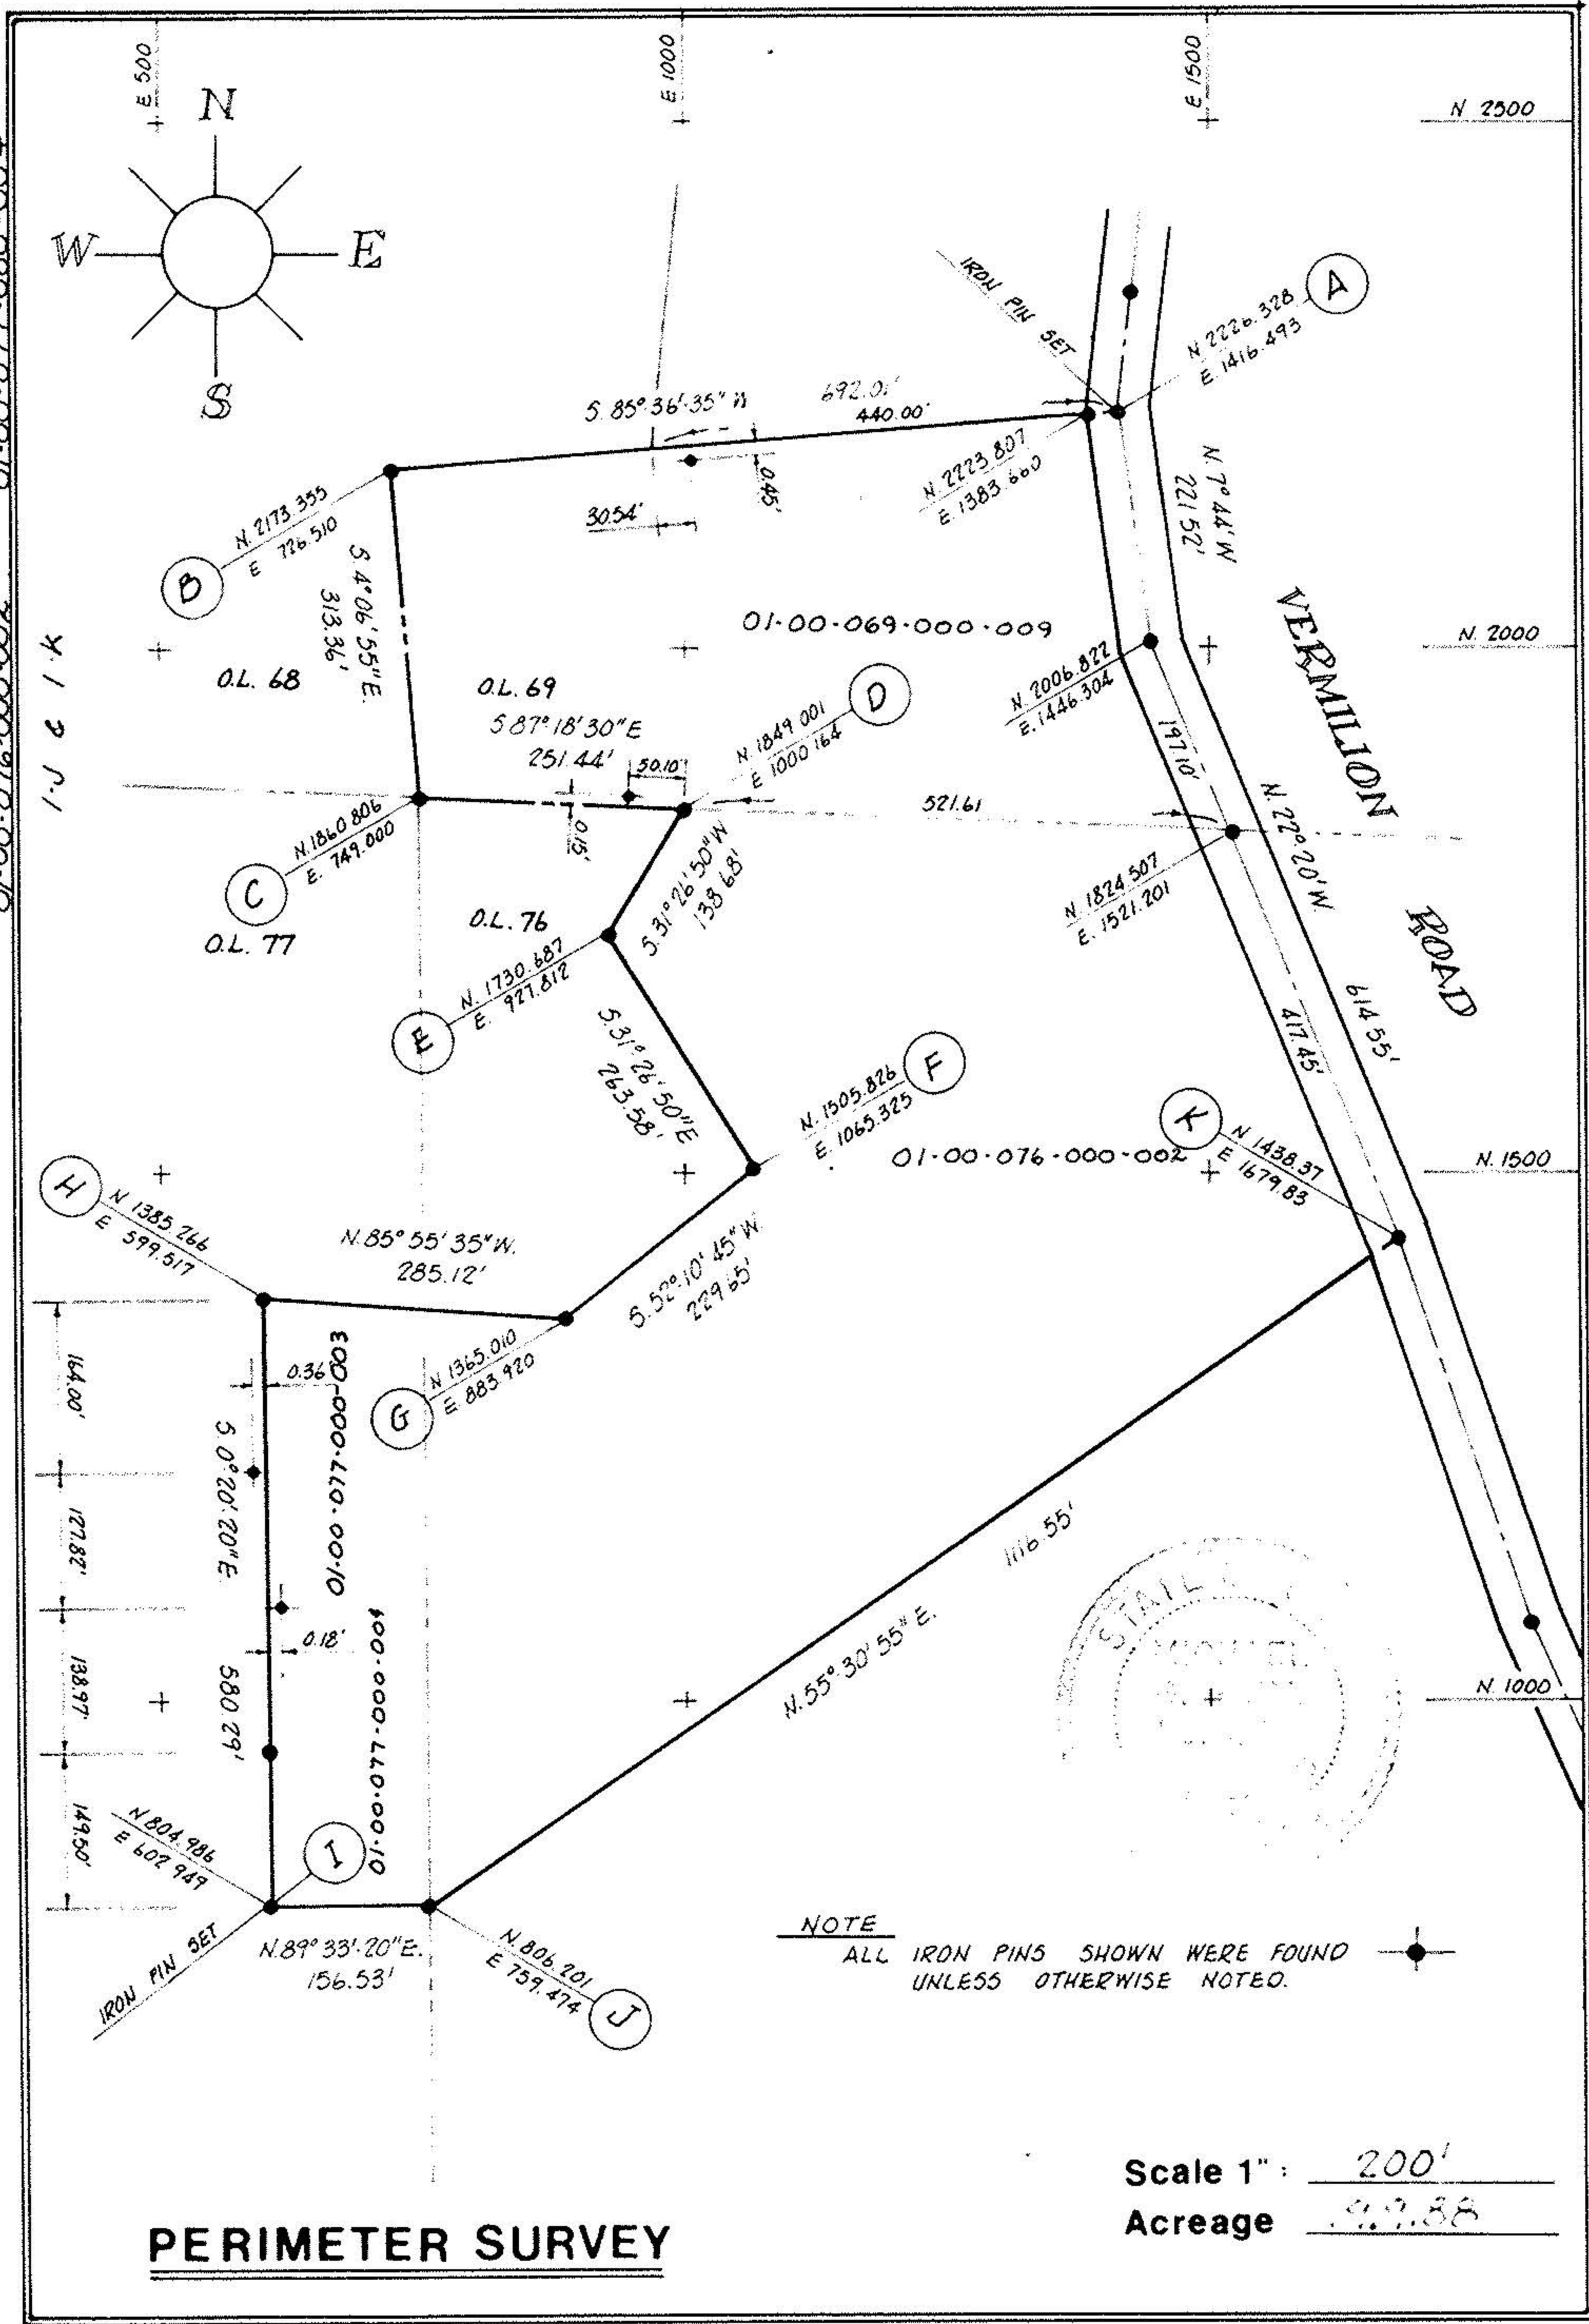 E 500
E 1000
E 1500
N 2500
N
W E
S
IRON PIN SET
A
N 2226.328
E. 1416.493
S. 85° 36' 35" W
692.01'
440.00'
0.45'
30.54'
N. 2223.807
E. 1383.660
N. 7° 44' W
221.52'
B
N. 2173.355
E 726.510
S. 4° 06' 55" E.
313.36'
01-00-069-000-009
VERMILION
ROAD
N. 2000
1-J & 1-K
O.L. 68
O.L. 69
S 87° 18' 30" E
251.44'
50.10'
0.15'
D
N. 1849.001
E 1000.164
N. 2006.822
E. 1446.304
197.10'
521.61
N. 22° 20' W.
614.55'
417.45'
N. 1824.507
E. 1521.201
C
N. 1860.806
E. 749.000
O.L. 77
O.L. 76
S. 31° 26' 50" W
138.68'
E
N. 1730.687
E. 927.812
S. 31° 26' 50" E
263.58'
F
N. 1505.826
E. 1065.325
01-00-076-000-002
K
N 1438.37
E 1679.83
N. 1500
H
N 1385.266
E 599.517
N. 85° 55' 35" W.
285.12'
S. 52° 10' 45" W.
229.65'
G
N 1365.010
E. 883.920
164.00'
127.82'
138.97'
149.50'
0.36'
S. 0° 20' 20" E.
580.29'
01-00-077-000-003
0.18'
01-00-077-000-004
1116.55'
N. 55° 30' 55" E.
N. 1000
N 804.986
E 602.949
I
IRON PIN SET
N. 89° 33' 20" E.
156.53'
N. 806.201
E 759.474
J
NOTE
ALL IRON PINS SHOWN WERE FOUND
UNLESS OTHERWISE NOTED.
Scale 1" : 200'
Acreage
PERIMETER SURVEY